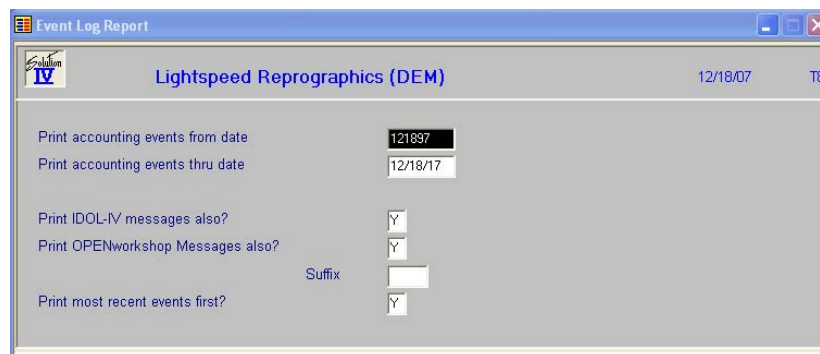 Event Log Report
Solution
IV
Lightspeed Reprographics (DEM)
12/18/07
Print accounting events from date 121897
Print accounting events thru date 12/18/17
Print IDOL-IV messages also? Y
Print OPENworkshop Messages also? Y
Suffix
Print most recent events first? Y